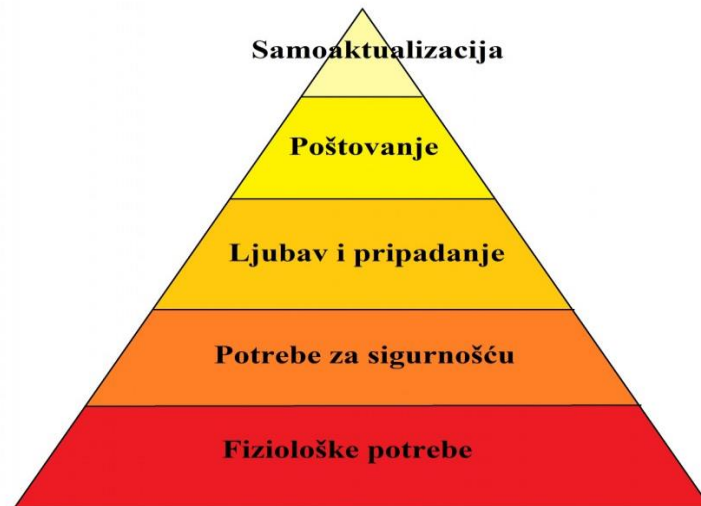 Samoaktualizacija
Poštovanje
Ljubav i pripadanje
Potrebe za sigurnošću
Fiziološke potrebe